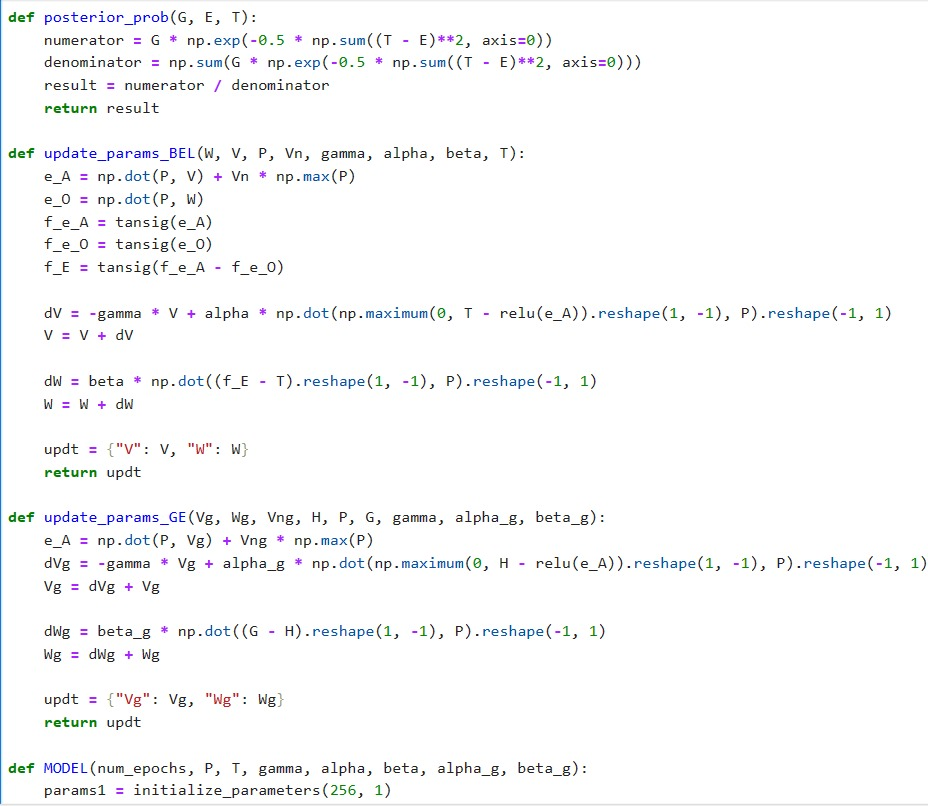 def posterior_prob(G, E, T):
    numerator = G * np.exp(-0.5 * np.sum((T - E)**2, axis=0))
    denominator = np.sum(G * np.exp(-0.5 * np.sum((T - E)**2, axis=0)))
    result = numerator / denominator
    return result

def update_params_BEL(W, V, P, Vn, gamma, alpha, beta, T):
    e_A = np.dot(P, V) + Vn * np.max(P)
    e_O = np.dot(P, W)
    f_e_A = tansig(e_A)
    f_e_O = tansig(e_O)
    f_E = tansig(f_e_A - f_e_O)

    dV = -gamma * V + alpha * np.dot(np.maximum(0, T - relu(e_A)).reshape(1, -1), P).reshape(-1, 1)
    V = V + dV

    dW = beta * np.dot((f_E - T).reshape(1, -1), P).reshape(-1, 1)
    W = W + dW

    updt = {"V": V, "W": W}
    return updt

def update_params_GE(Vg, Wg, Vng, H, P, G, gamma, alpha_g, beta_g):
    e_A = np.dot(P, Vg) + Vng * np.max(P)
    dVg = -gamma * Vg + alpha_g * np.dot(np.maximum(0, H - relu(e_A)).reshape(1, -1), P).reshape(-1, 1)
    Vg = dVg + Vg

    dWg = beta_g * np.dot((G - H).reshape(1, -1), P).reshape(-1, 1)
    Wg = dWg + Wg

    updt = {"Vg": Vg, "Wg": Wg}
    return updt

def MODEL(num_epochs, P, T, gamma, alpha, beta, alpha_g, beta_g):
    params1 = initialize_parameters(256, 1)